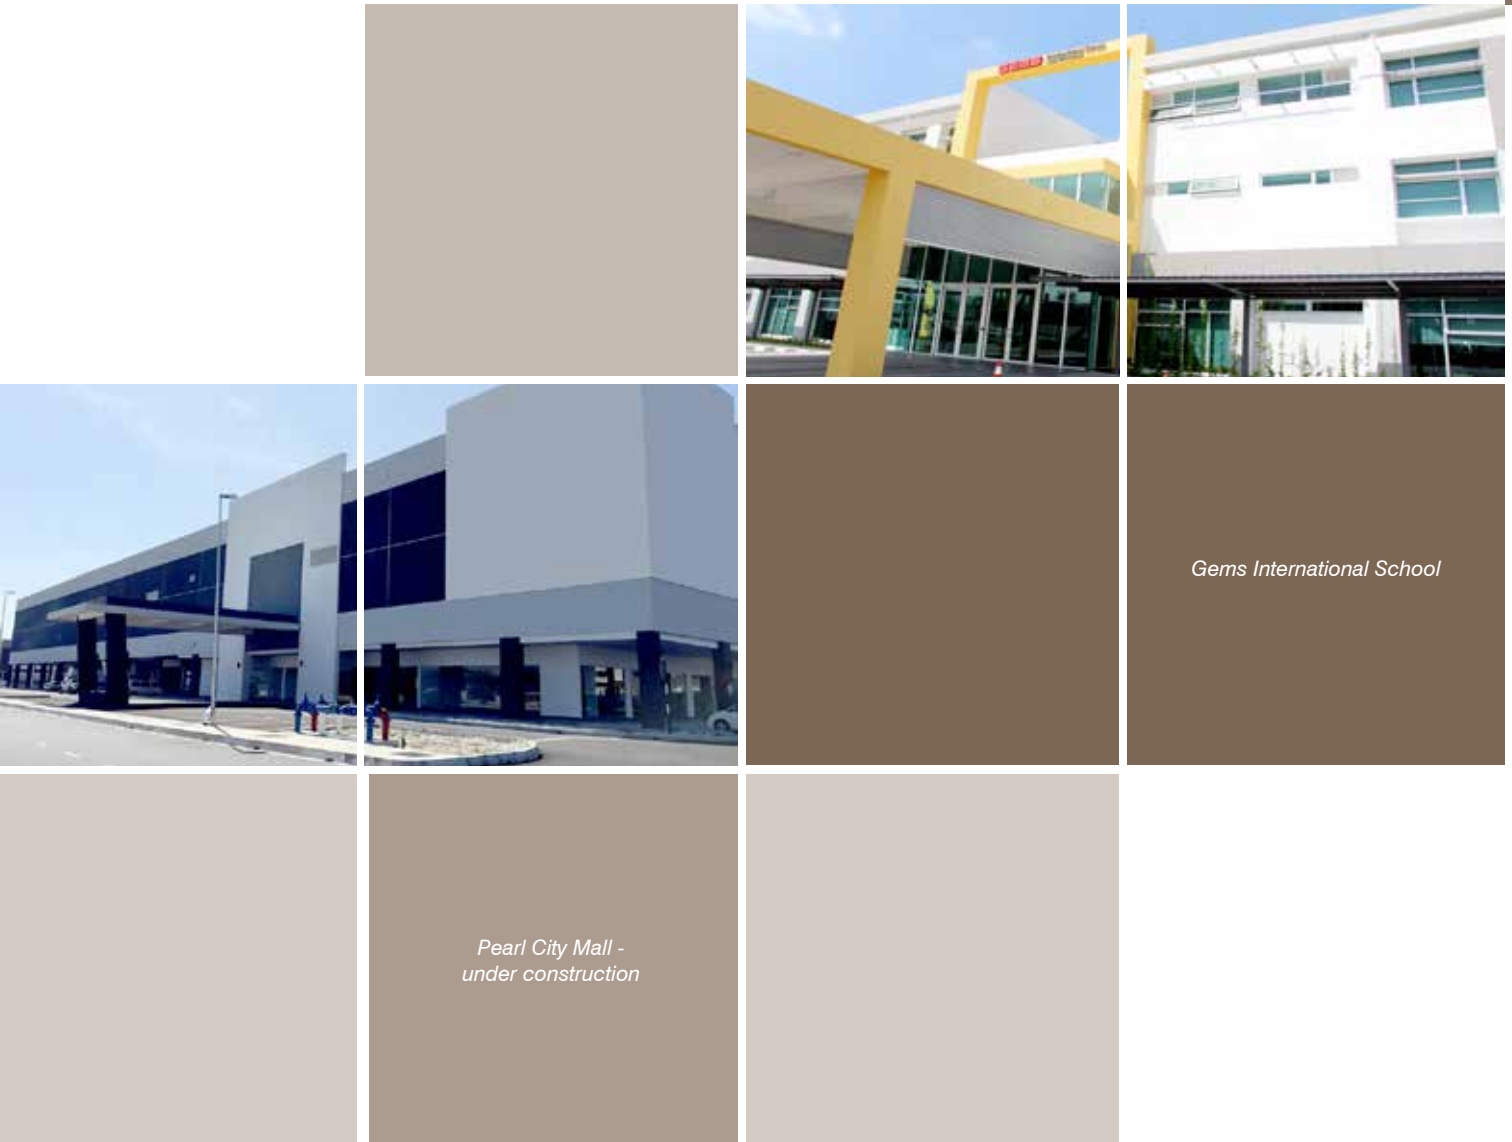 Gems International School
Pearl City Mall -
under construction